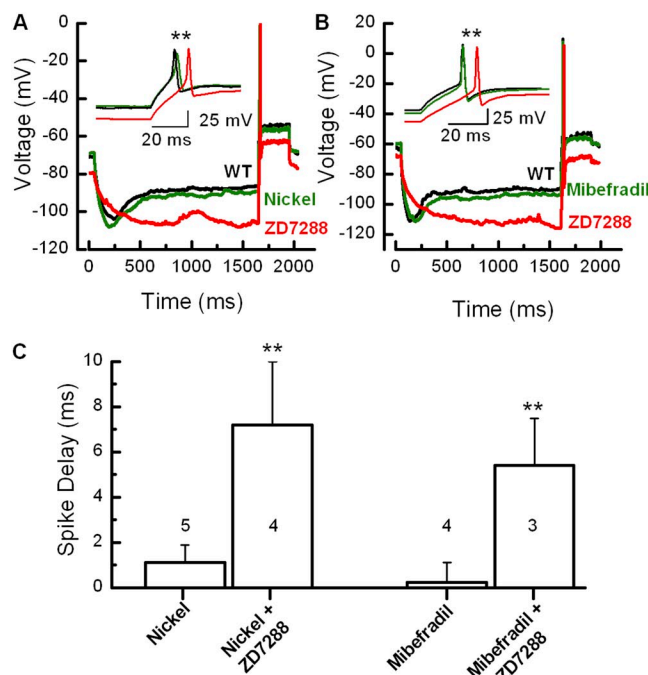 A
Voltage (mV)
0
-20
-40
-60
-80
-100
-120
**
25 mV
20 ms
WT
Nickel
ZD7288
0 500 1000 1500 2000
Time (ms)
B
Voltage (mV)
20
0
-20
-40
-60
-80
-100
-120
**
25 mV
20 ms
WT
Mibefradil
ZD7288
0 500 1000 1500 2000
Time (ms)
C
Spike Delay (ms)
10
8
6
4
2
0
**
**
5
4
4
3
Nickel
Nickel +
ZD7288
Mibefradil
Mibefradil +
ZD7288